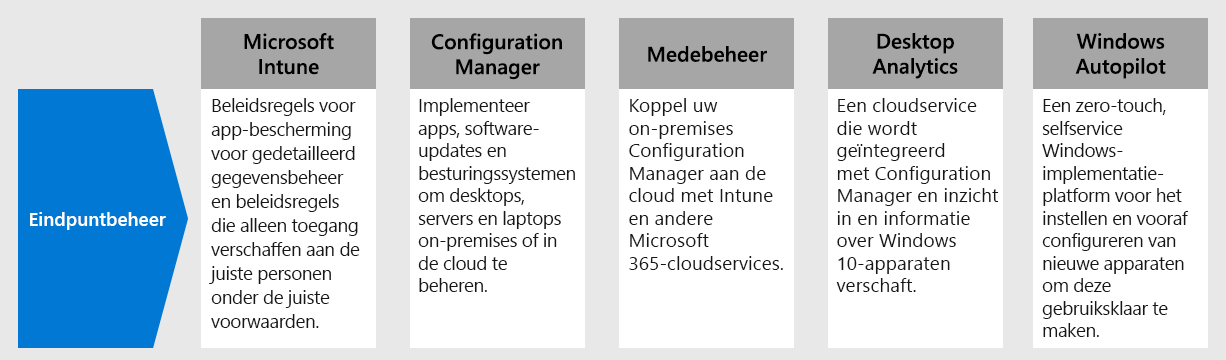 Eindpuntbeheer
Microsoft
Intune
Beleidsregels voor
app-bescherming
voor gedetailleerd
gegevensbeheer
en beleidsregels
die alleen toegang
verschaffen aan de
juiste personen
onder de juiste
voorwaarden.
Configuration
Manager
Implementeer
apps, software-
updates en
besturingssystemen
om desktops,
servers en laptops
on-premises of in
de cloud te
beheren.
Medebeheer
Koppel uw
on-premises
Configuration
Manager aan de
cloud met Intune
en andere
Microsoft
365-cloudservices.
Desktop
Analytics
Een cloudservice
die wordt
geïntegreerd
met Configuration
Manager en inzicht
in en informatie
over Windows
10-apparaten
verschaft.
Windows
Autopilot
Een zero-touch,
selfservice
Windows-
implementatie-
platform voor het
instellen en vooraf
configureren van
nieuwe apparaten
om deze
gebruiksklaar te
maken.